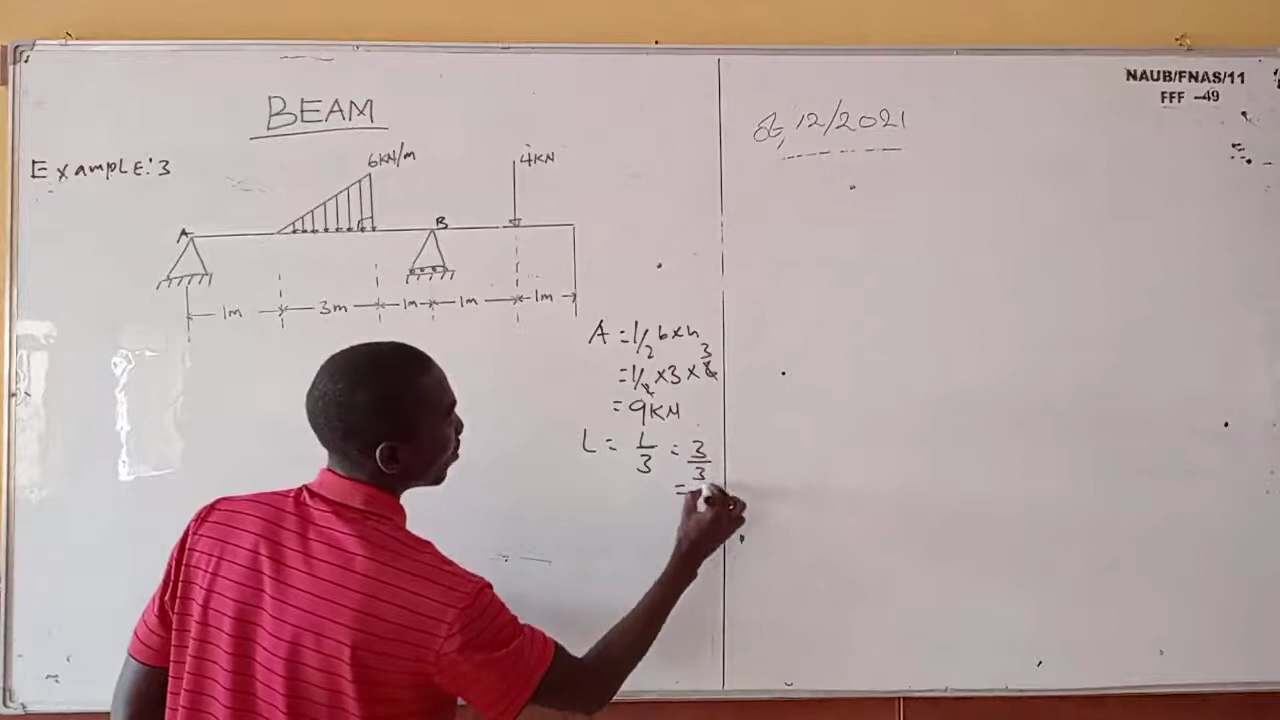 NAUB/FNAS/11
FFF -49
BEAM
06,12/2021
Example:3
6KN/m
4KN
A
B
1m
3m
1m
1m
1m
A = 1/2 b x h
= 1/2 x 3 x 6 3
= 9KN
L = L/3 = 3/3
=